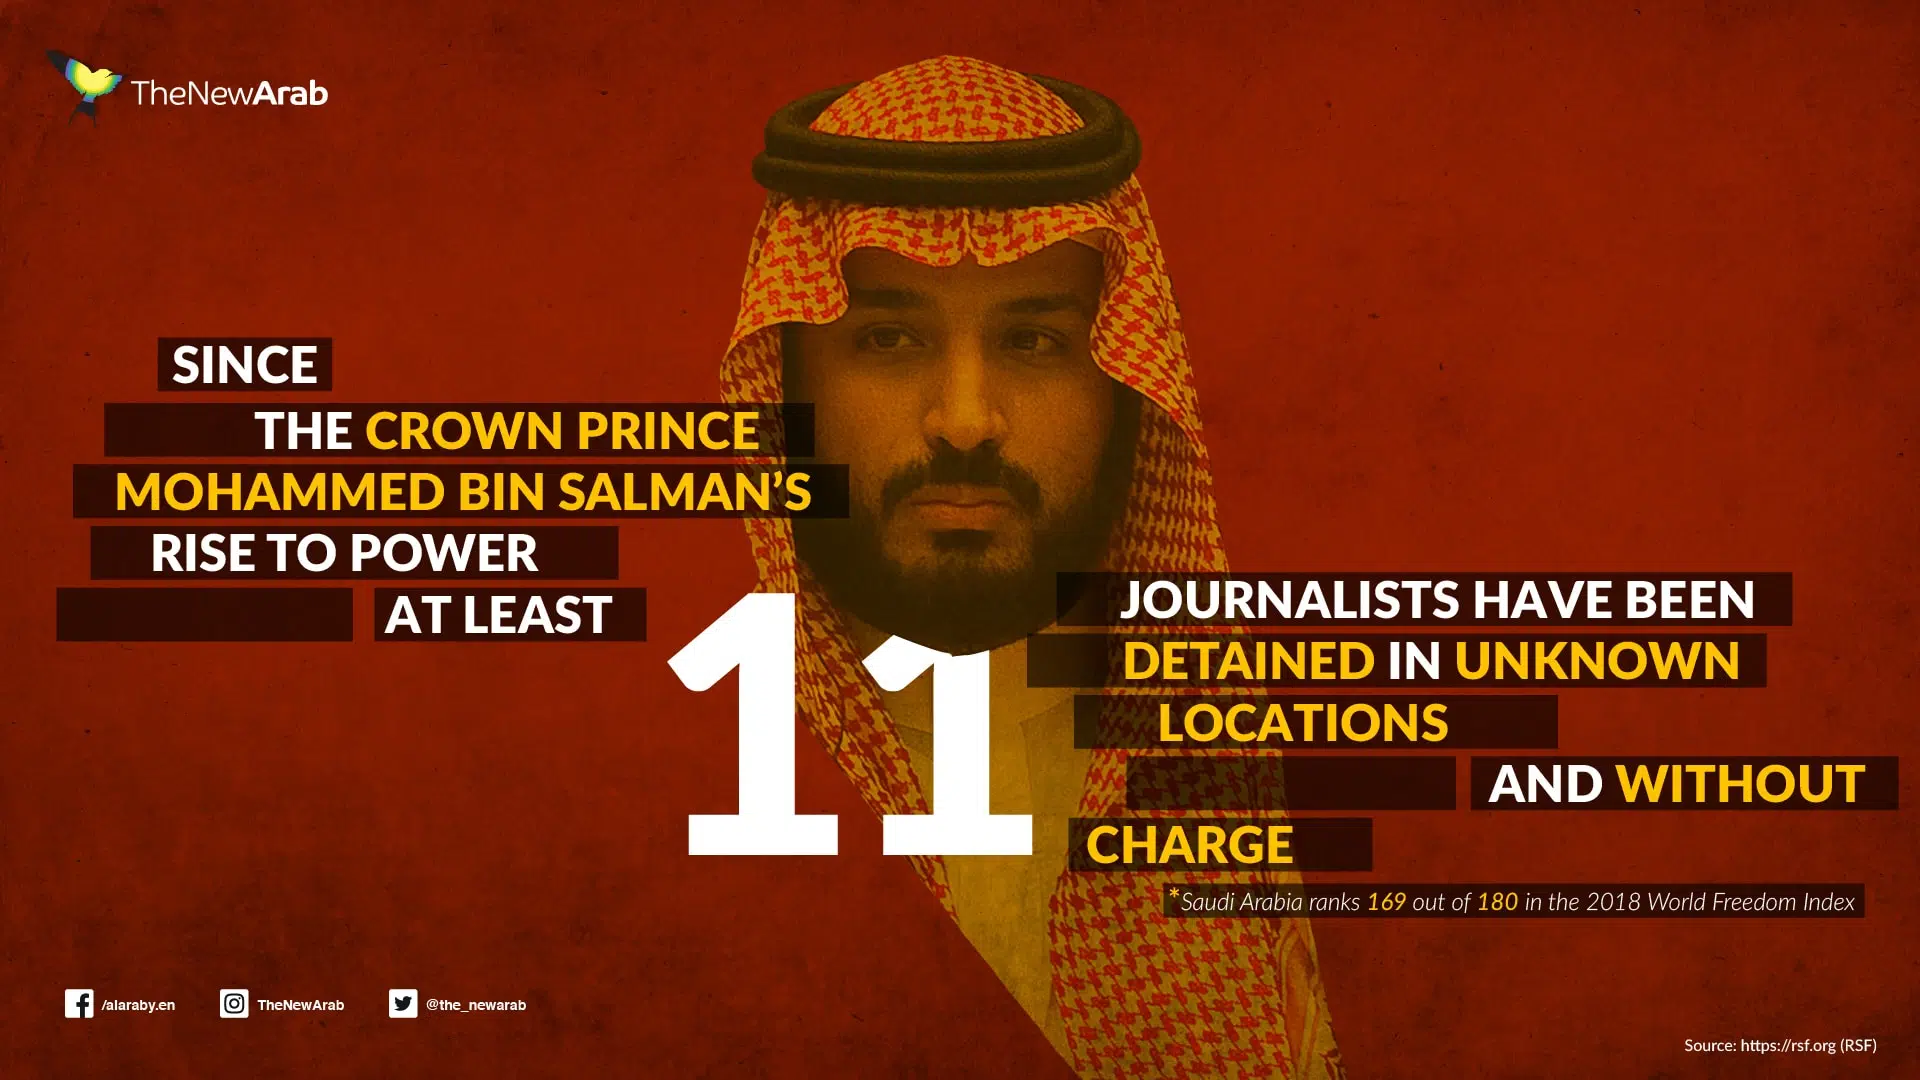 TheNewArab
SINCE
THE CROWN PRINCE
MOHAMMED BIN SALMAN'S
RISE TO POWER
AT LEAST
11
JOURNALISTS HAVE BEEN
DETAINED IN UNKNOWN
LOCATIONS
AND WITHOUT
CHARGE
*Saudi Arabia ranks 169 out of 180 in the 2018 World Freedom Index
/alaraby.en
TheNewArab
@the_newarab
Source: https://rsf.org (RSF)